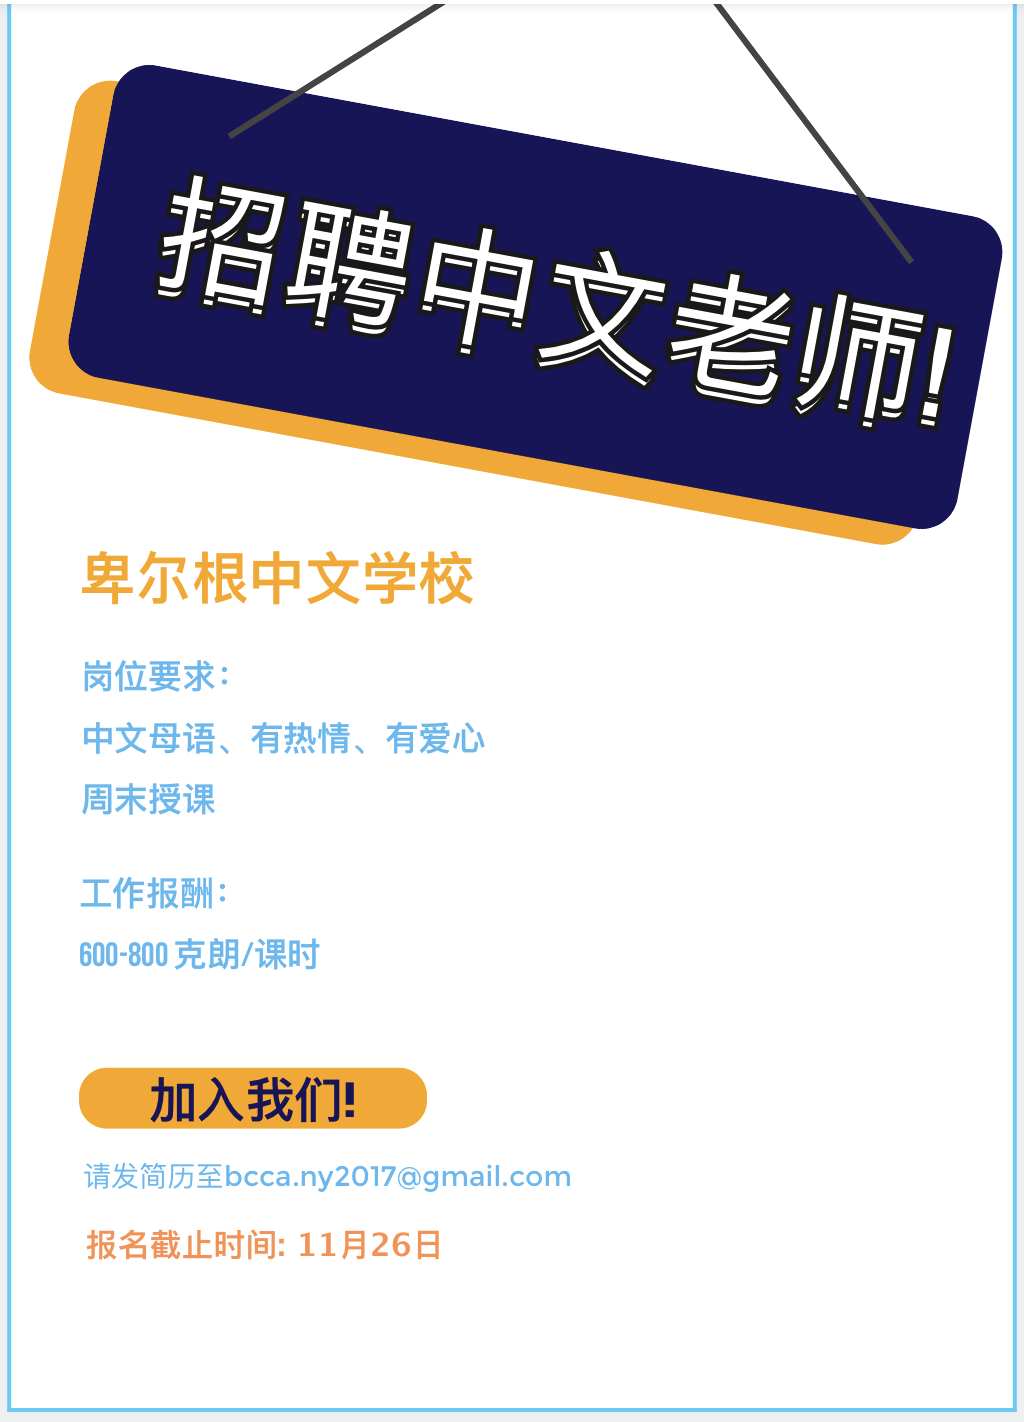 招聘中文老师!
卑尔根中文学校
岗位要求：
中文母语、有热情、有爱心
周末授课
工作报酬：
600-800 克朗/课时
加入我们!
请发简历至bcca.ny2017@gmail.com
报名截止时间: 11月26日